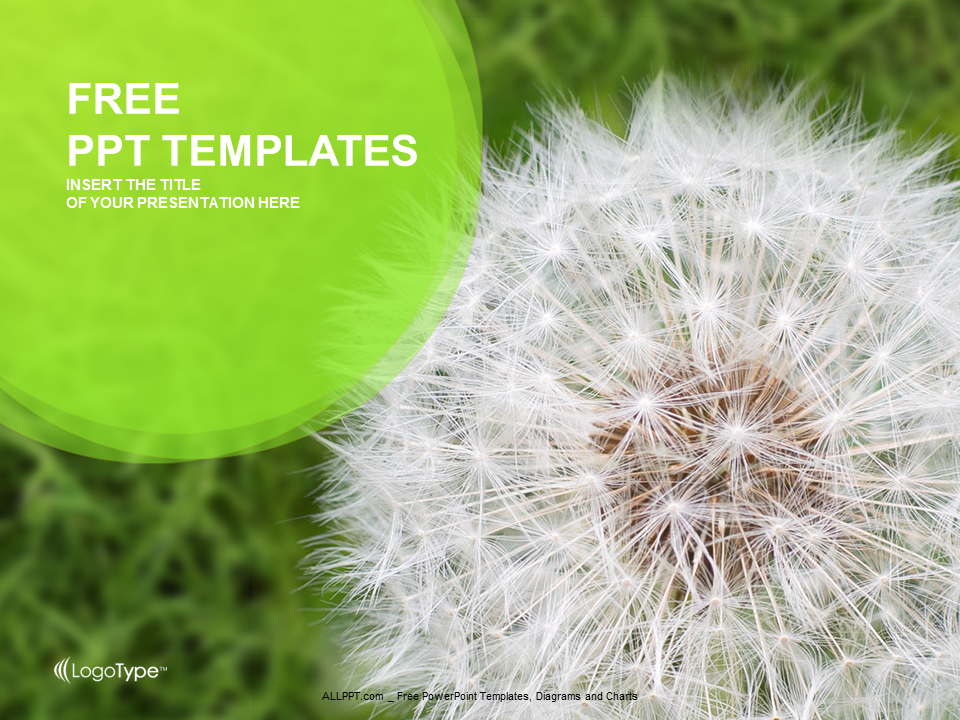 FREE
PPT TEMPLATES
INSERT THE TITLE
OF YOUR PRESENTATION HERE
LogoType™
ALLPPT.com _ Free PowerPoint Templates, Diagrams and Charts